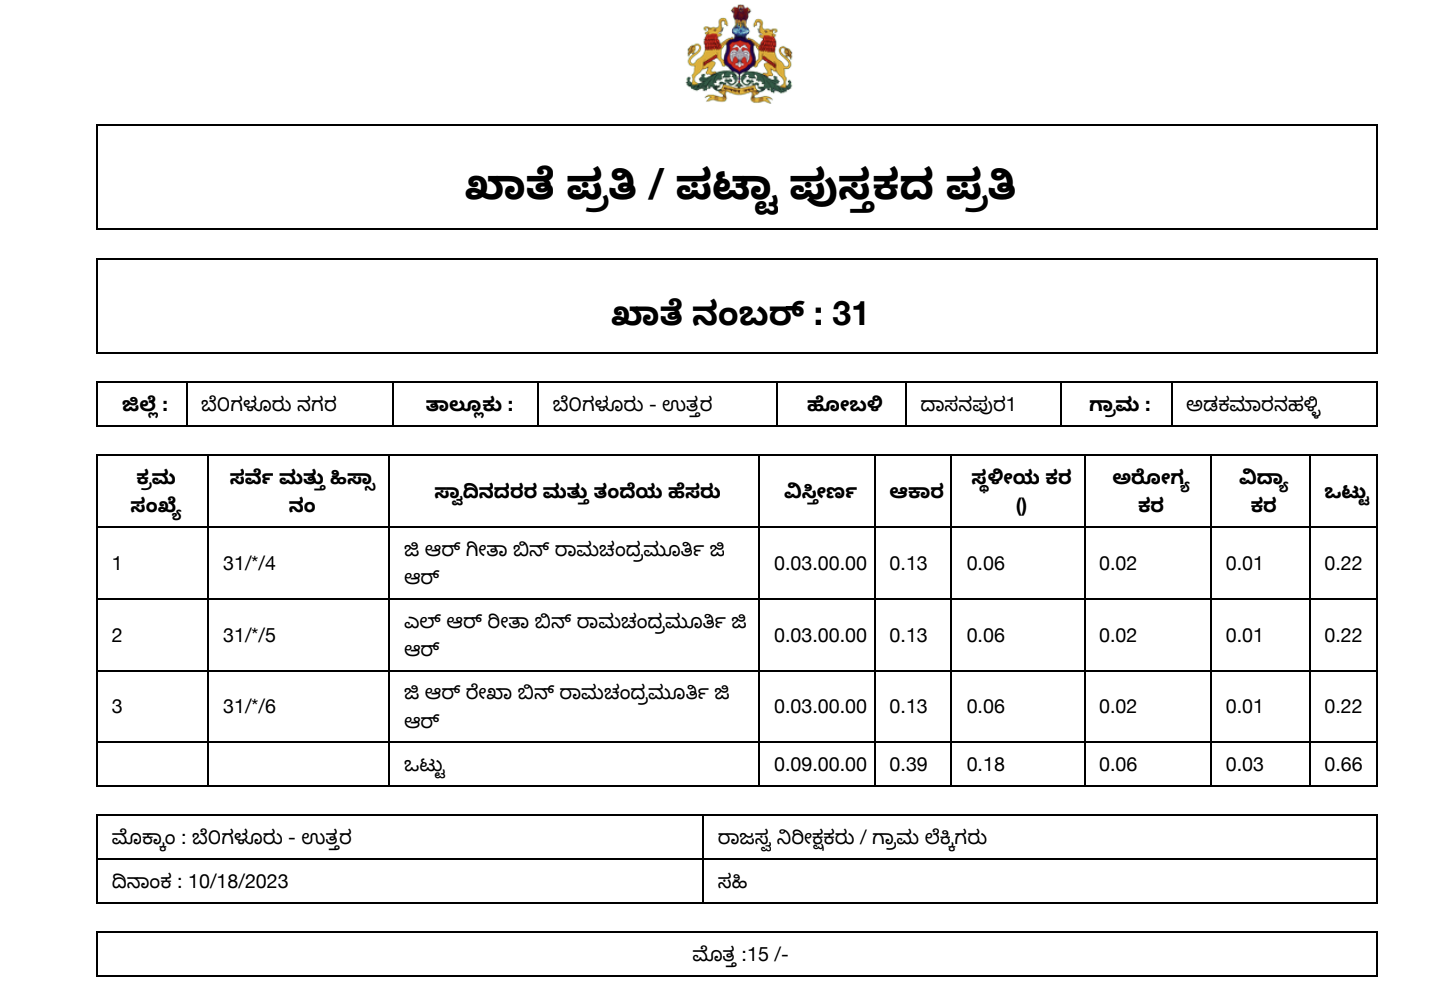 ಖಾತೆ ಪ್ರತಿ / ಪಟ್ಟಾ ಪುಸ್ತಕದ ಪ್ರತಿ
ಖಾತೆ ನಂಬರ್ : 31
ಜಿಲ್ಲೆ : ಬೆ೦ಗಳೂರು ನಗರ ತಾಲ್ಲೂಕು : ಬೆ೦ಗಳೂರು - ಉತ್ತರ ಹೋಬಳಿ ದಾಸನಪುರ1 ಗ್ರಾಮ : ಅಡಕಮಾರನಹಳ್ಳಿ
ಕ್ರಮ ಸಂಖ್ಯೆ ಸರ್ವೆ ಮತ್ತು ಹಿಸ್ಸಾ ನಂ ಸ್ವಾದಿನದರರ ಮತ್ತು ತಂದೆಯ ಹೆಸರು ವಿಸ್ತೀರ್ಣ ಆಕಾರ ಸ್ಥಳೀಯ ಕರ () ಅರೋಗ್ಯ ಕರ ವಿದ್ಯಾ ಕರ ಒಟ್ಟು
1 31/*/4 ಜಿ ಆರ್ ಗೀತಾ ಬಿನ್ ರಾಮಚಂದ್ರಮೂರ್ತಿ ಜಿ ಆರ್ 0.03.00.00 0.13 0.06 0.02 0.01 0.22
2 31/*/5 ಎಲ್ ಆರ್ ರೀತಾ ಬಿನ್ ರಾಮಚಂದ್ರಮೂರ್ತಿ ಜಿ ಆರ್ 0.03.00.00 0.13 0.06 0.02 0.01 0.22
3 31/*/6 ಜಿ ಆರ್ ರೇಖಾ ಬಿನ್ ರಾಮಚಂದ್ರಮೂರ್ತಿ ಜಿ ಆರ್ 0.03.00.00 0.13 0.06 0.02 0.01 0.22
ಒಟ್ಟು 0.09.00.00 0.39 0.18 0.06 0.03 0.66
ಮೊಕ್ಕಾಂ : ಬೆ೦ಗಳೂರು - ಉತ್ತರ ರಾಜಸ್ವ ನಿರೀಕ್ಷಕರು / ಗ್ರಾಮ ಲೆಕ್ಕಿಗರು
ದಿನಾಂಕ : 10/18/2023 ಸಹಿ
ಮೊತ್ತ :15 /-